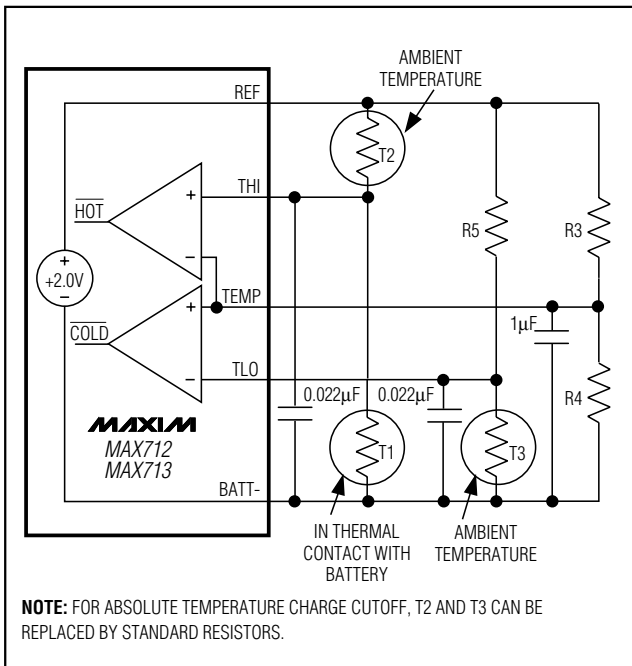 AMBIENT
TEMPERATURE
REF
T2
THI
+
HOT
−
R5
R3
+
+2.0V
−
TEMP
+
COLD
1µF
−
TLO
0.022µF
0.022µF
R4
MAXIM
MAX712
MAX713
T1
T3
BATT-
IN THERMAL
CONTACT WITH
BATTERY
AMBIENT
TEMPERATURE
NOTE: FOR ABSOLUTE TEMPERATURE CHARGE CUTOFF, T2 AND T3 CAN BE
REPLACED BY STANDARD RESISTORS.